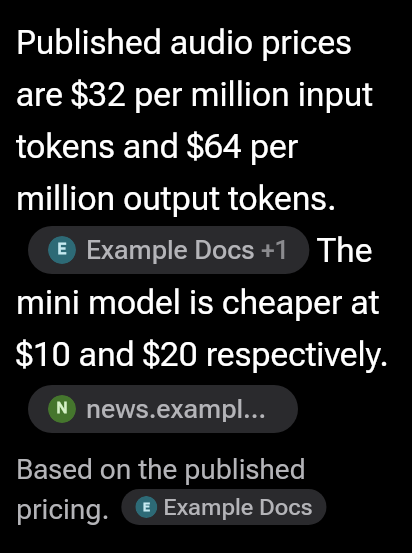 Published audio prices
are $32 per million input
tokens and $64 per
million output tokens.
E Example Docs +1 The
mini model is cheaper at
$10 and $20 respectively.
N news.exampl...
Based on the published
pricing. E Example Docs